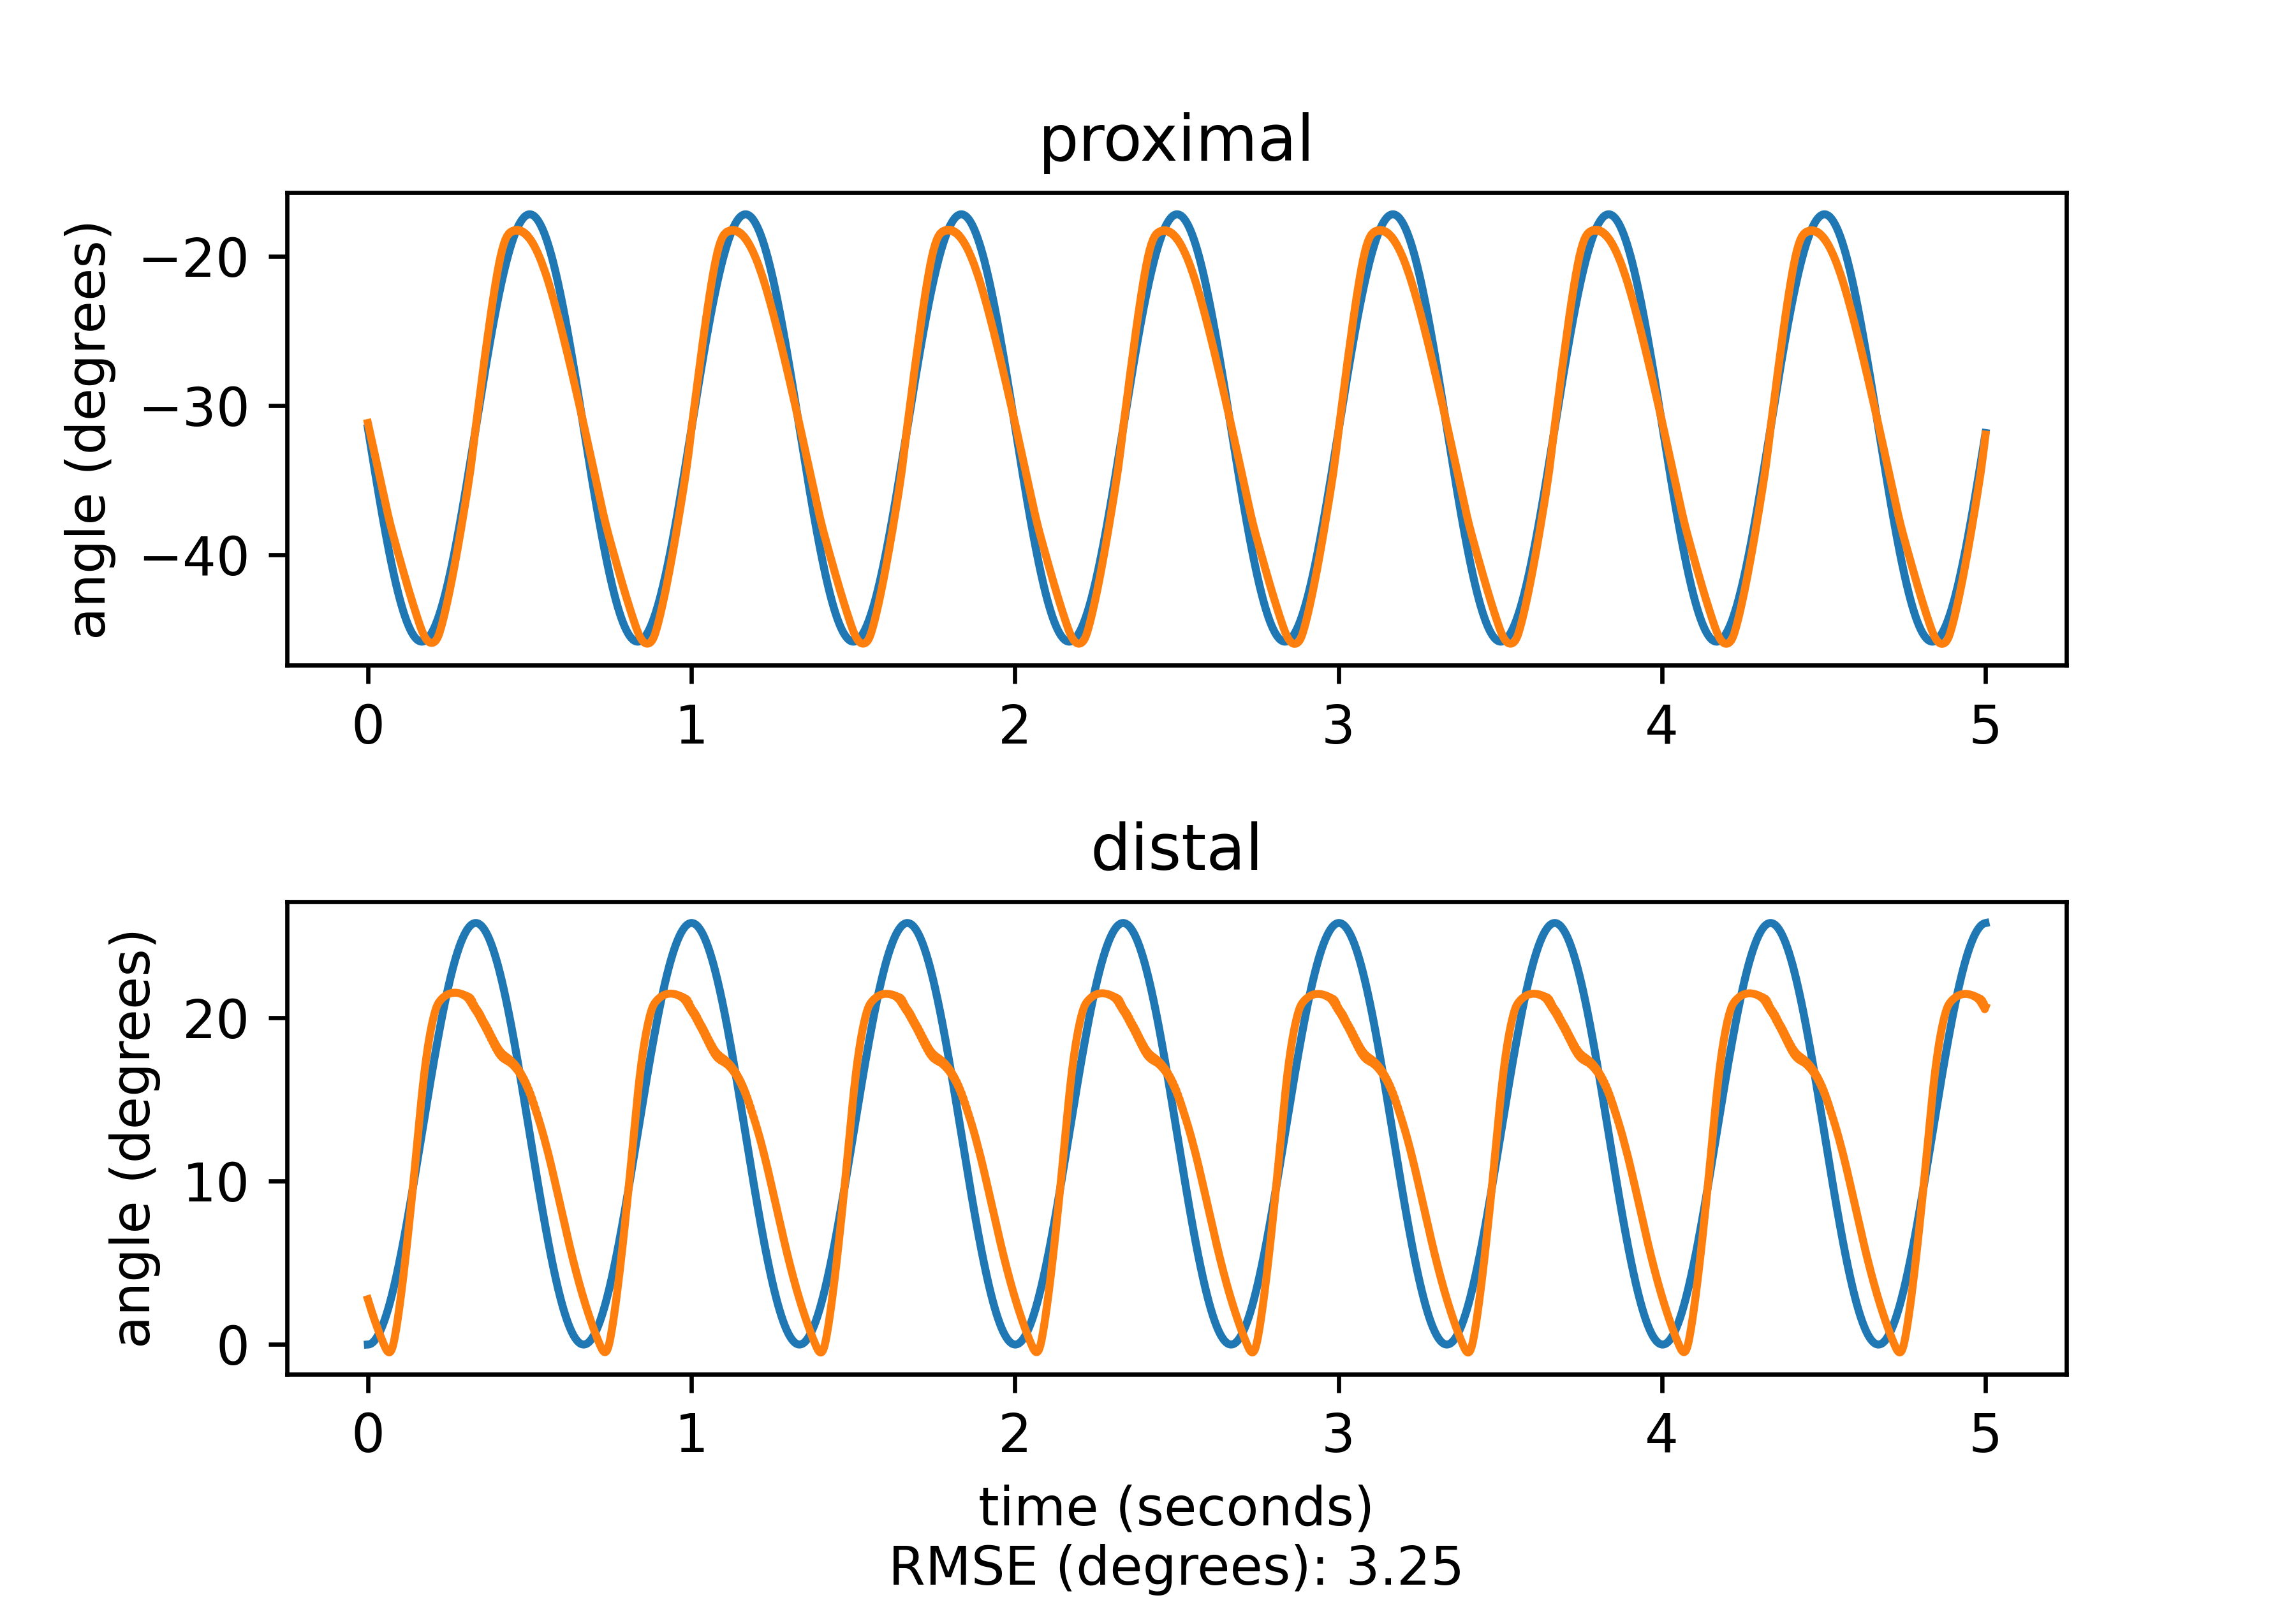 proximal
angle (degrees)
−20
−30
−40
0 1 2 3 4 5
distal
angle (degrees)
20
10
0
0 1 2 3 4 5
time (seconds)
RMSE (degrees): 3.25